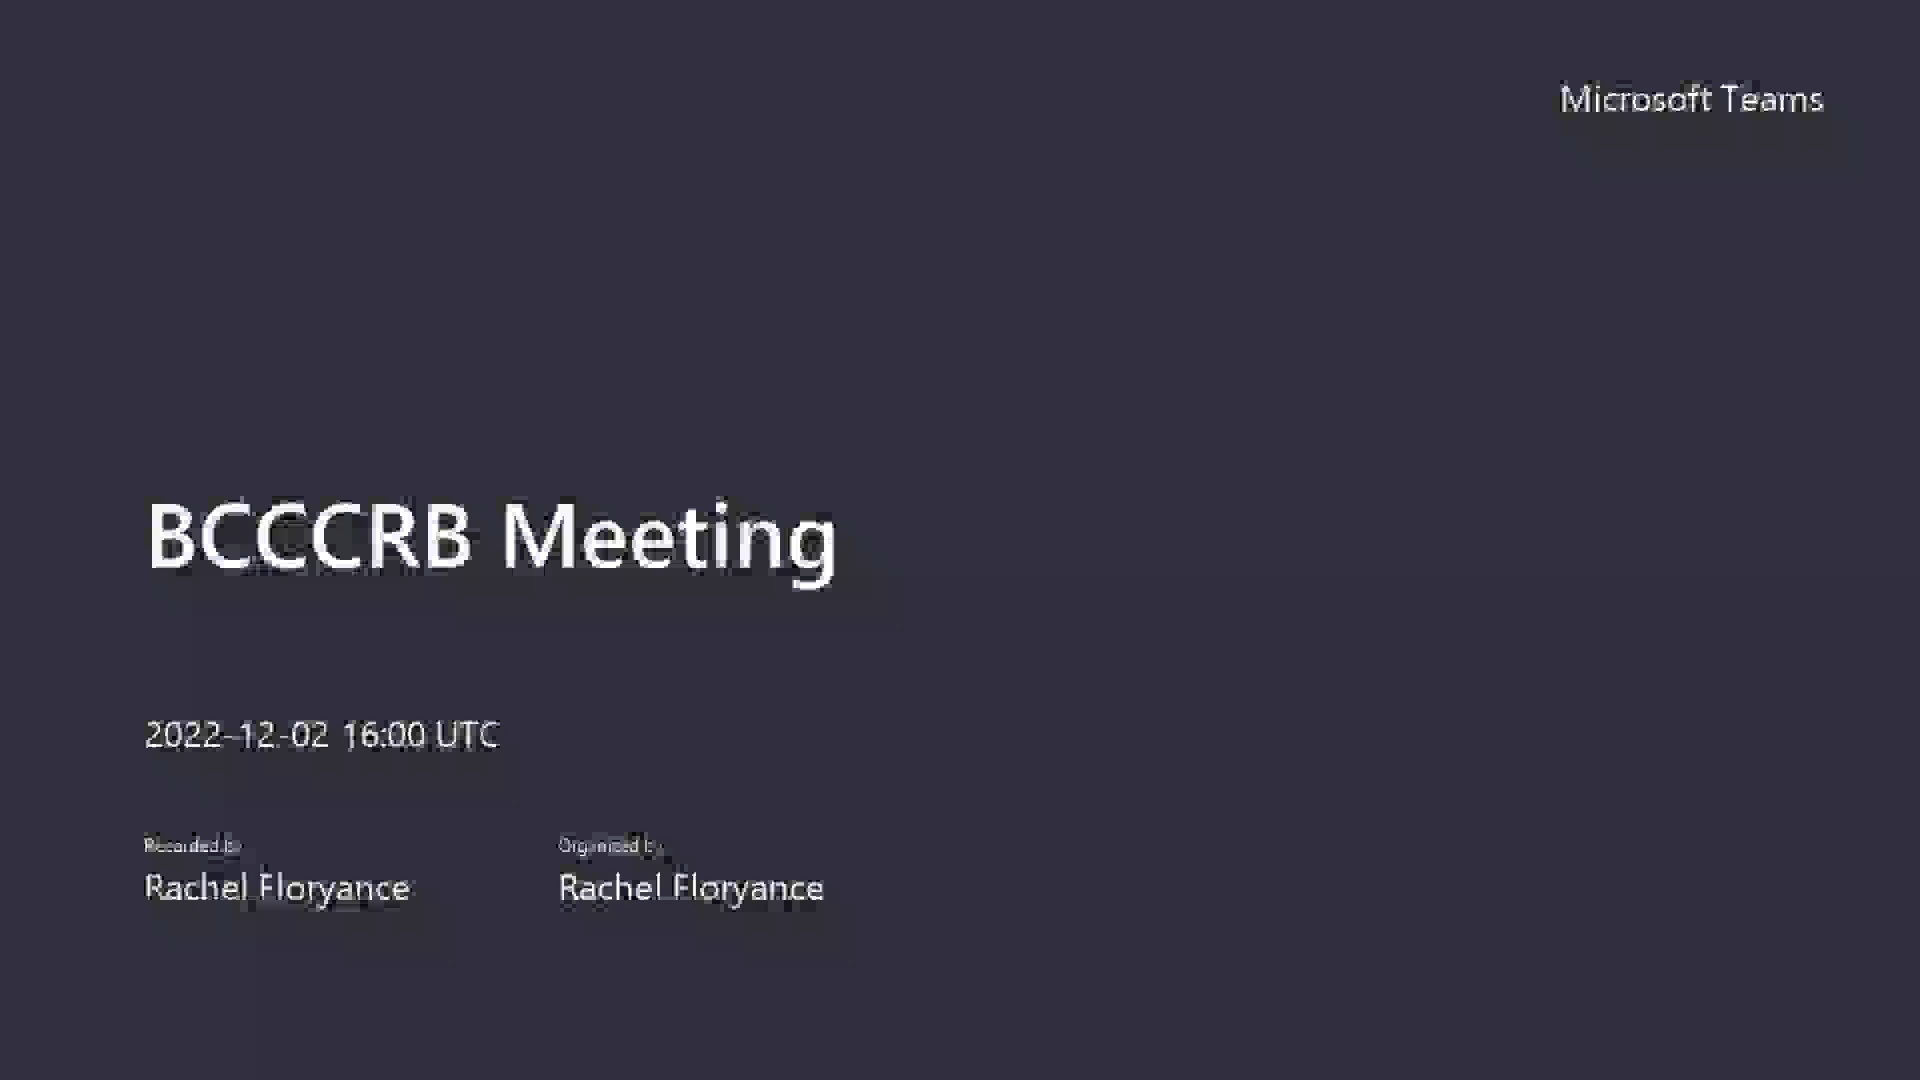 Microsoft Teams
BCCCRB Meeting
2022-12-02 16:00 UTC
Recorded by
Organized by
Rachel Floryance
Rachel Floryance